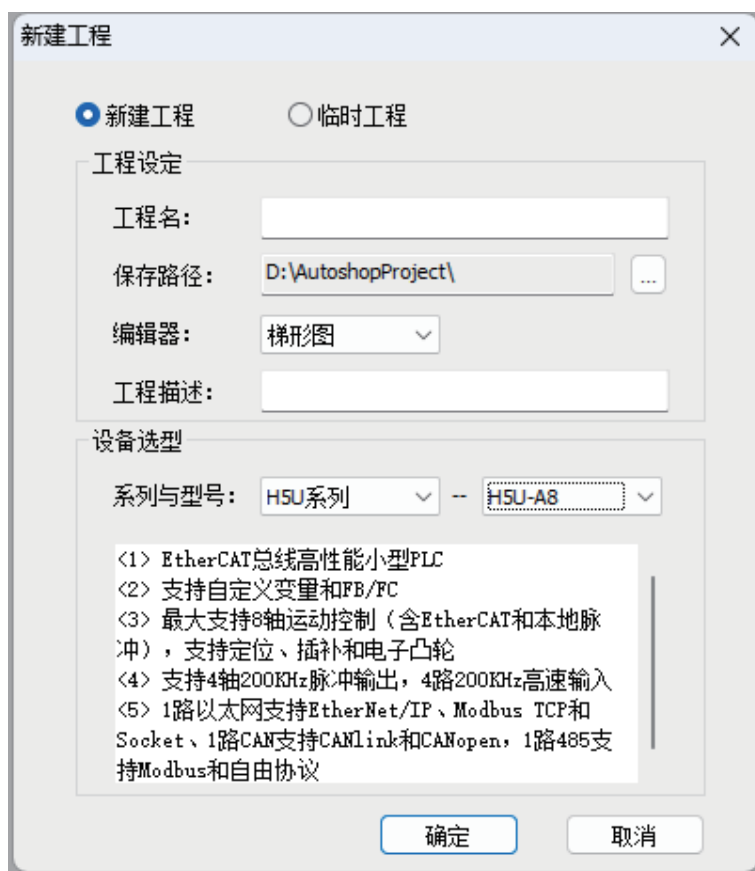 新建工程
新建工程 临时工程
工程设定
工程名:
保存路径: D:\AutoshopProject\ ...
编辑器: 梯形图
工程描述:
设备选型
系列与型号: H5U系列 -- H5U-A8
<1> EtherCAT总线高性能小型PLC
<2> 支持自定义变量和FB/FC
<3> 最大支持8轴运动控制（含EtherCAT和本地脉
冲），支持定位、插补和电子凸轮
<4> 支持4轴200KHz脉冲输出，4路200KHz高速输入
<5> 1路以太网支持EtherNet/IP、Modbus TCP和
Socket、1路CAN支持CANlink和CANopen，1路485支
持Modbus和自由协议
确定 取消